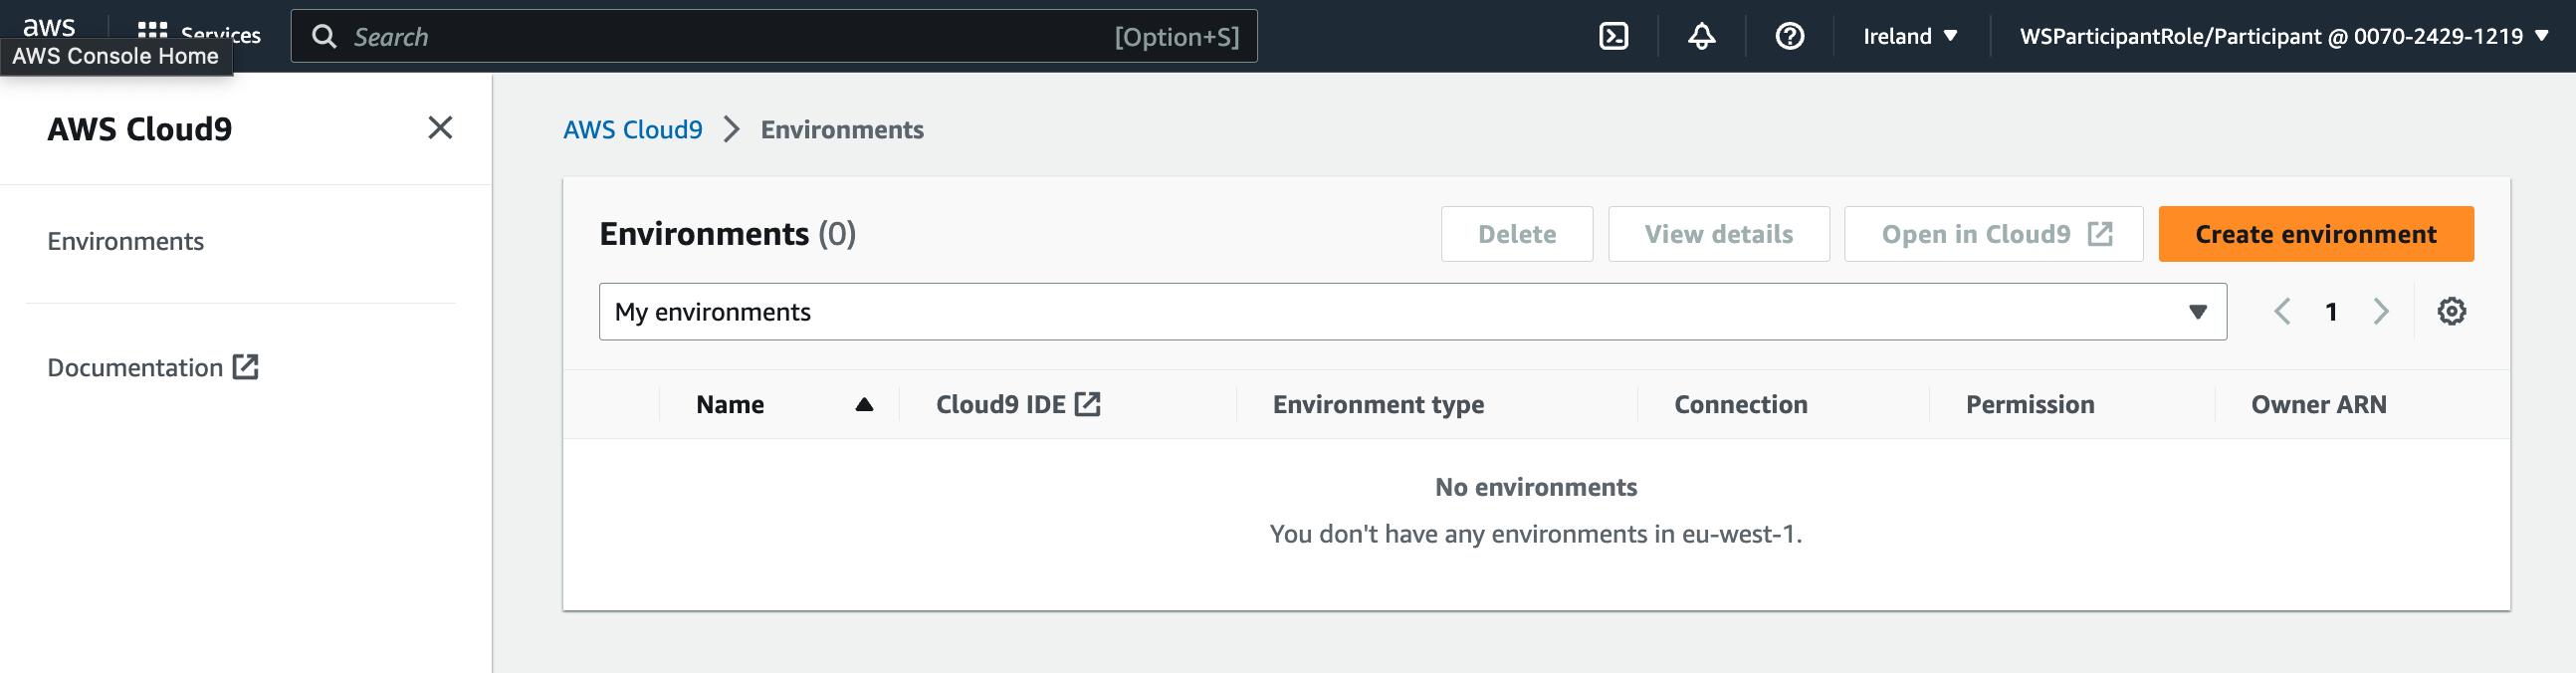 aws
Services
Search
[Option+S]
Ireland
WSParticipantRole/Participant @ 0070-2429-1219
AWS Console Home
AWS Cloud9
Environments
Documentation
AWS Cloud9 > Environments
Environments (0)
Delete
View details
Open in Cloud9
Create environment
My environments
1
Name
Cloud9 IDE
Environment type
Connection
Permission
Owner ARN
No environments
You don't have any environments in eu-west-1.